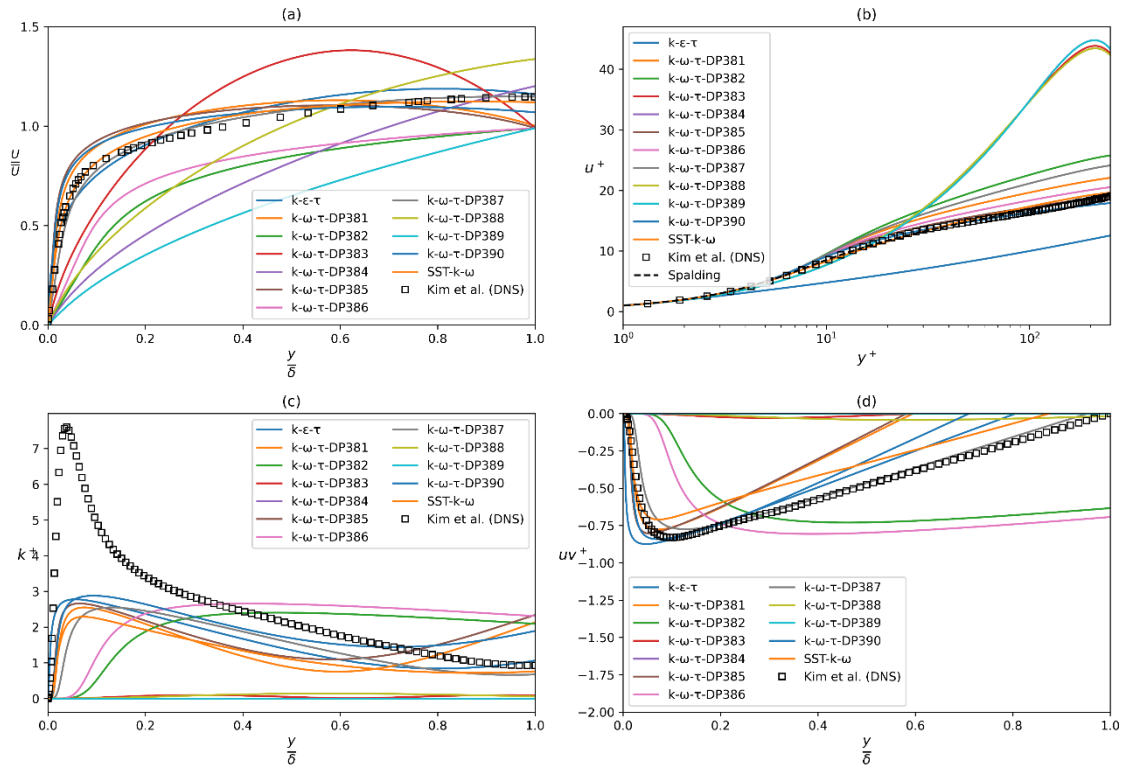 (a)
1.5
1.0
0.5
0.0
u
U
k-ε-τ
k-ω-τ-DP381
k-ω-τ-DP382
k-ω-τ-DP383
k-ω-τ-DP384
k-ω-τ-DP385
k-ω-τ-DP386
k-ω-τ-DP387
k-ω-τ-DP388
k-ω-τ-DP389
k-ω-τ-DP390
SST-k-ω
Kim et al. (DNS)
0.0 0.2 0.4 0.6 0.8 1.0
y
δ
(b)
40
30
20
10
0
u⁺
k-ε-τ
k-ω-τ-DP381
k-ω-τ-DP382
k-ω-τ-DP383
k-ω-τ-DP384
k-ω-τ-DP385
k-ω-τ-DP386
k-ω-τ-DP387
k-ω-τ-DP388
k-ω-τ-DP389
k-ω-τ-DP390
SST-k-ω
Kim et al. (DNS)
Spalding
10⁰ 10¹ 10²
y⁺
(c)
7
6
5
4
3
2
1
0
k⁺
k-ε-τ
k-ω-τ-DP381
k-ω-τ-DP382
k-ω-τ-DP383
k-ω-τ-DP384
k-ω-τ-DP385
k-ω-τ-DP386
k-ω-τ-DP387
k-ω-τ-DP388
k-ω-τ-DP389
k-ω-τ-DP390
SST-k-ω
Kim et al. (DNS)
0.0 0.2 0.4 0.6 0.8 1.0
y
δ
(d)
0.00
−0.25
−0.50
−0.75
−1.00
−1.25
−1.50
−1.75
−2.00
uv⁺
k-ε-τ
k-ω-τ-DP381
k-ω-τ-DP382
k-ω-τ-DP383
k-ω-τ-DP384
k-ω-τ-DP385
k-ω-τ-DP386
k-ω-τ-DP387
k-ω-τ-DP388
k-ω-τ-DP389
k-ω-τ-DP390
SST-k-ω
Kim et al. (DNS)
0.0 0.2 0.4 0.6 0.8 1.0
y
δ